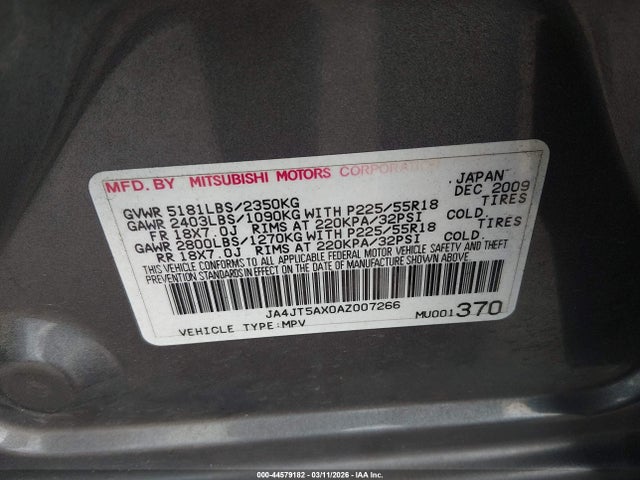 MFD. BY MITSUBISHI MOTORS CORPORATION JAPAN
DEC 2009
GVWR 5181LBS/2350KG
GAWR 2403LBS/1090KG WITH P225/55R18 TIRES
FR 18X7.0J RIMS AT 220KPA/32PSI COLD.
GAWR 2800LBS/1270KG WITH P225/55R18 TIRES
RR 18X7.0J RIMS AT 220KPA/32PSI COLD.
THIS VEHICLE CONFORMS TO ALL APPLICABLE FEDERAL MOTOR VEHICLE SAFETY AND THEFT
PREVENTION STANDARDS IN EFFECT ON THE DATE OF MANUFACTURE SHOWN ABOVE.
JA4JT5AX0AZ007266
VEHICLE TYPE:MPV MU001370
000-44579182 - 03/11/2026 - IAA Inc.